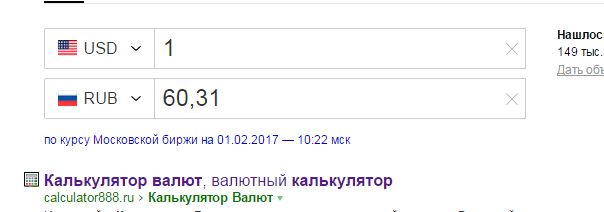 USD 1
Нашлос
149 тыс.
RUB 60,31
Дать объ
по курсу Московской биржи на 01.02.2017 — 10:22 мск
Калькулятор валют, валютный калькулятор
calculator888.ru › Калькулятор Валют